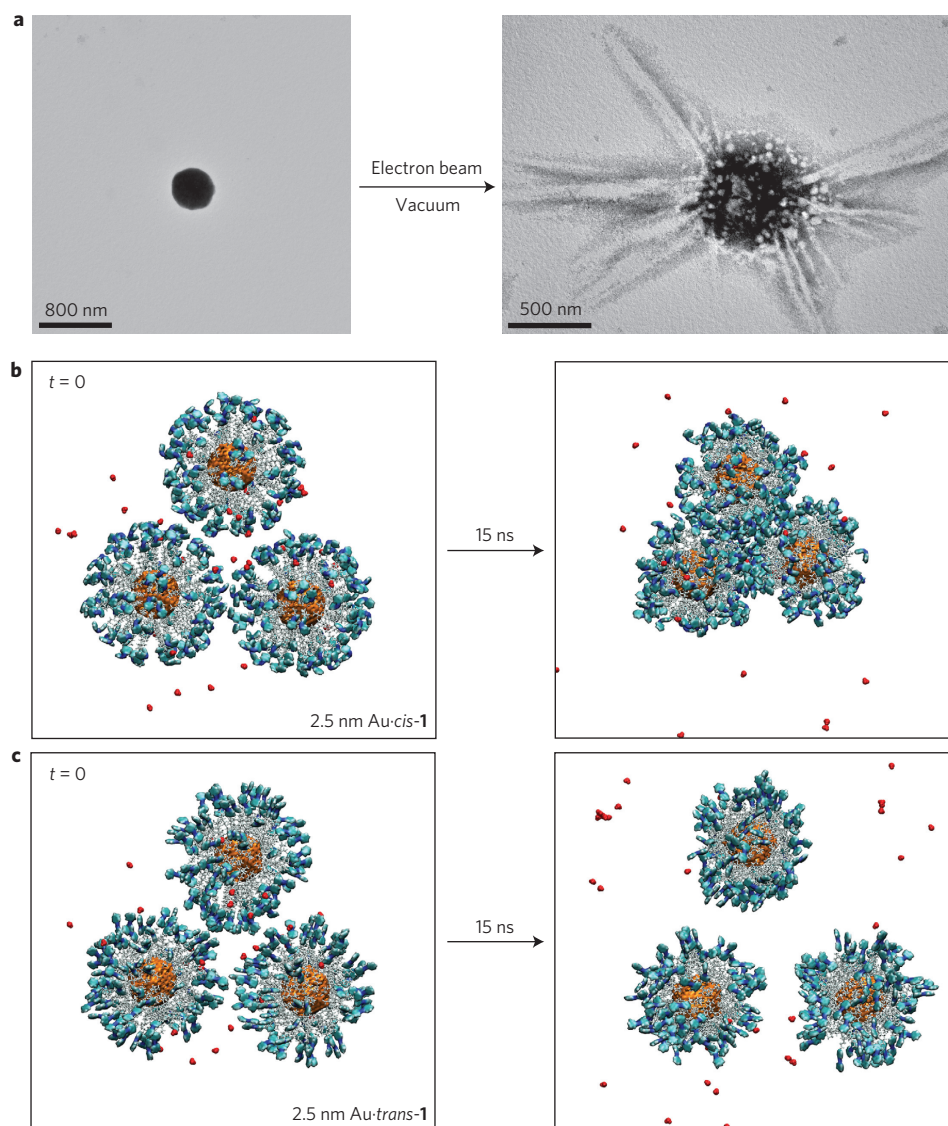 a
Electron beam
Vacuum
800 nm
500 nm
b
t = 0
15 ns
2.5 nm Au·cis-1
c
t = 0
15 ns
2.5 nm Au·trans-1